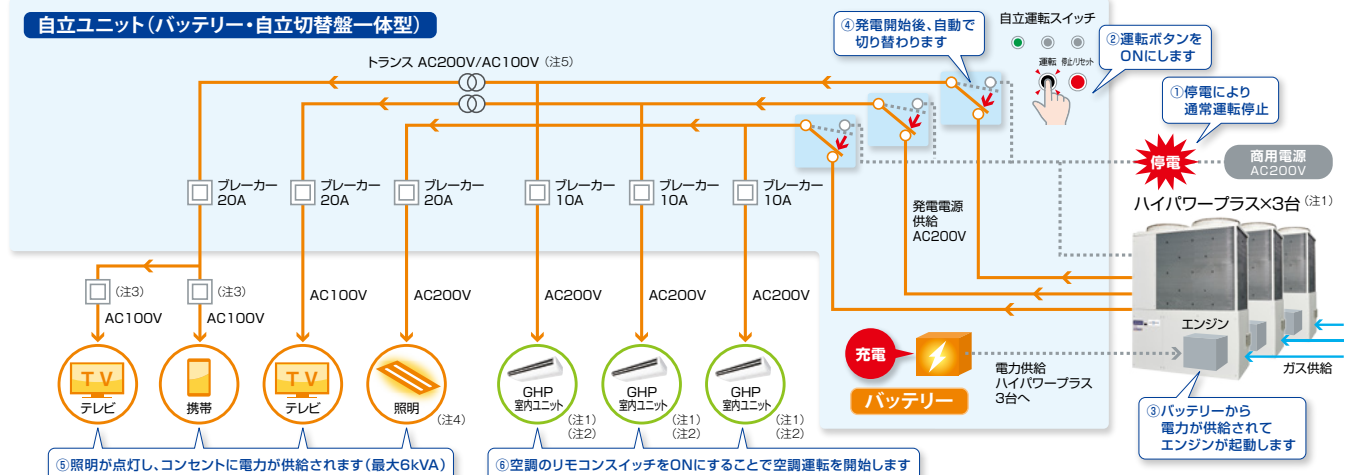 自立ユニット(バッテリー・自立切替盤一体型)
トランス AC200V/AC100V (注5)
④発電開始後、自動で
切り替わります
自立運転スイッチ
運転 停止/リセット
②運転ボタンを
ONにします
①停電により
通常運転停止
停電
商用電源
AC200V
ハイパワープラス×3台(注1)
ブレーカー
20A
ブレーカー
20A
ブレーカー
20A
ブレーカー
10A
ブレーカー
10A
ブレーカー
10A
発電電源
供給
AC200V
(注3)
AC100V
(注3)
AC100V
AC100V
AC200V
AC200V
AC200V
AC200V
TV
テレビ
携帯
TV
テレビ
照明
(注4)
GHP
室内ユニット
(注1)
(注2)
GHP
室内ユニット
(注1)
(注2)
GHP
室内ユニット
(注1)
(注2)
充電
バッテリー
電力供給
ハイパワープラス
3台へ
エンジン
ガス供給
③バッテリーから
電力が供給されて
エンジンが起動します
⑤照明が点灯し、コンセントに電力が供給されます(最大6kVA)
⑥空調のリモコンスイッチをONにすることで空調運転を開始します